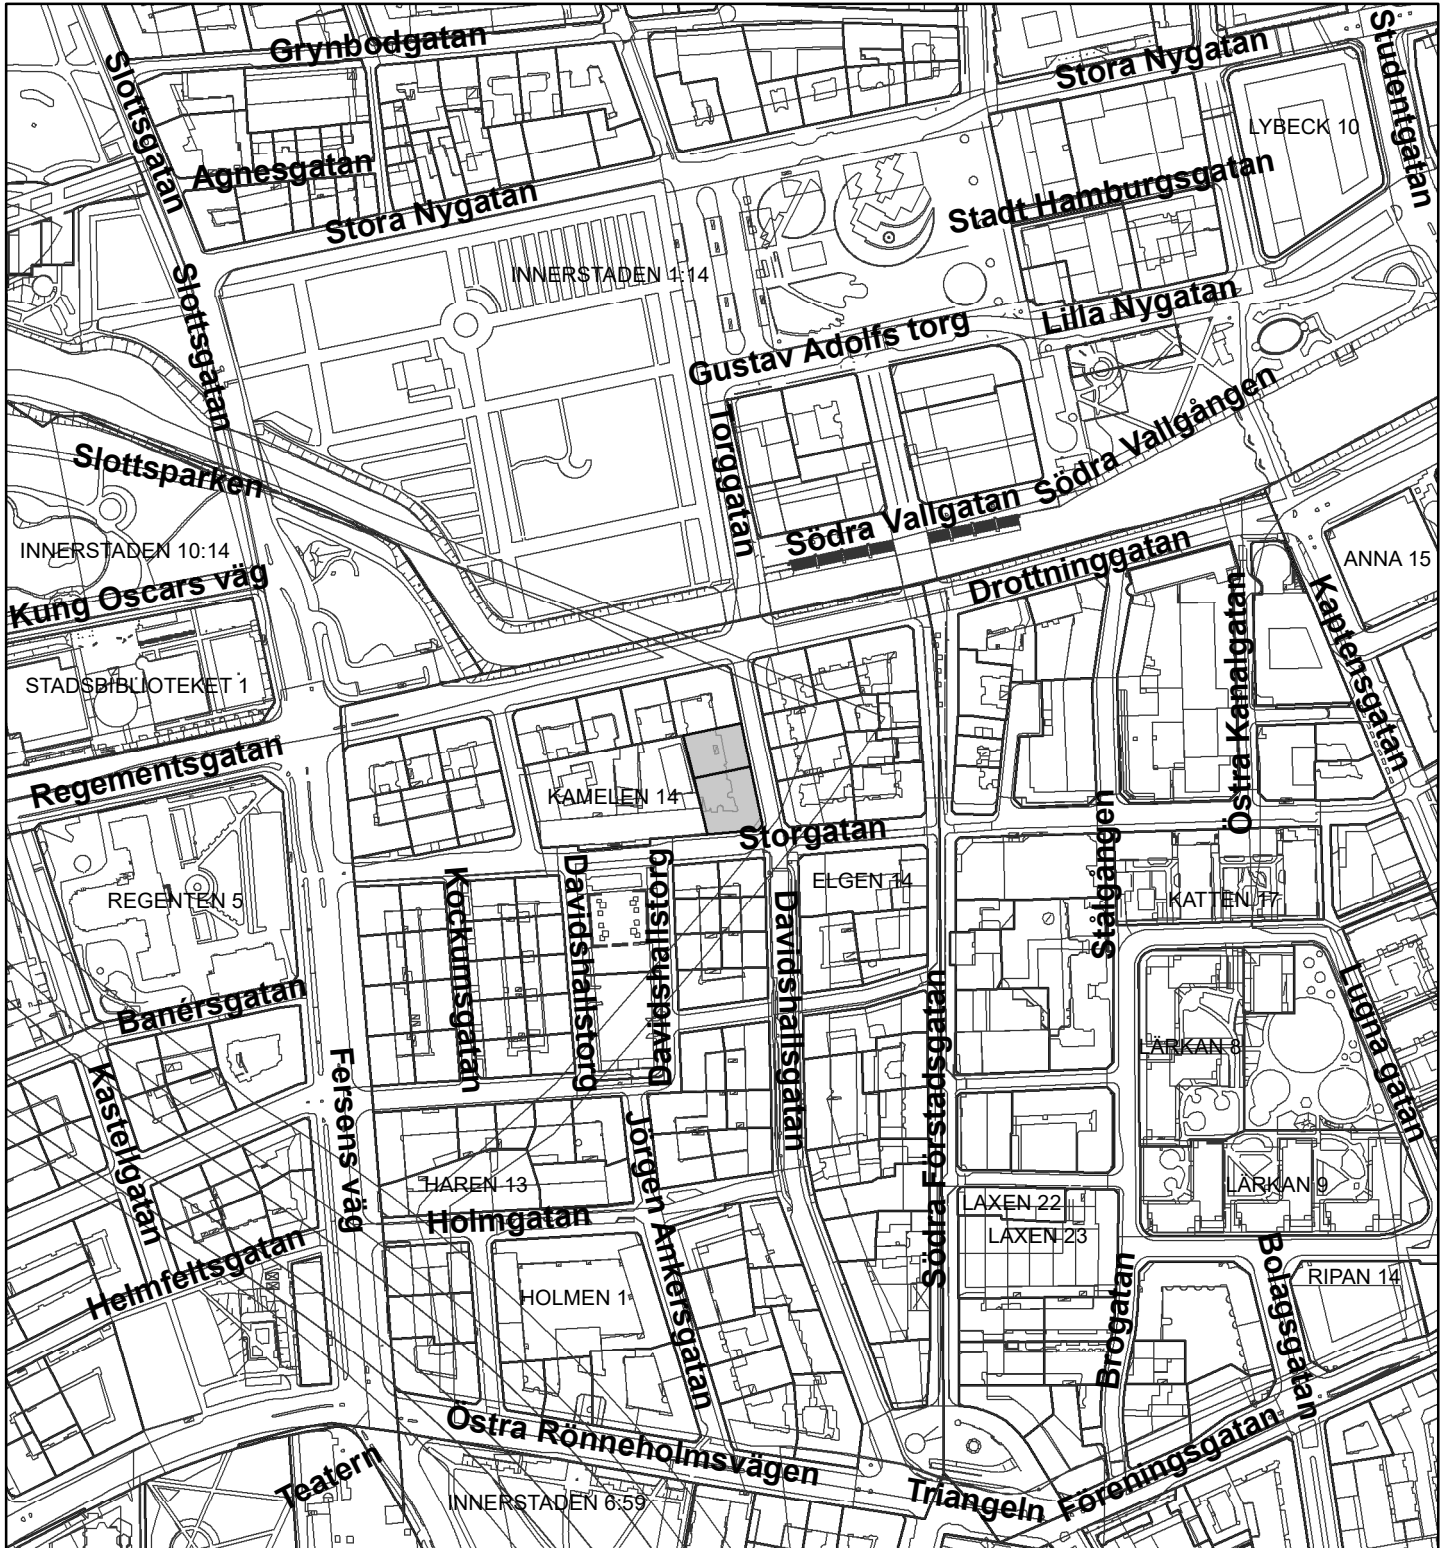 Grynbodgatan
Stora Nygatan
Studentgatan
Slottsgatan
LYBECK 10
Agnesgatan
Stora Nygatan
Stadt Hamburgsgatan
Slottsgatan
INNERSTADEN 1:14
Lilla Nygatan
Gustav Adolfs torg
Torggatan
Södra Vallgången
Slottsparken
Södra Vallgatan
INNERSTADEN 10:14
Drottninggatan
ANNA 15
Kung Oscars väg
Kaptensgatan
Östra Kanalgatan
STADSBIBLIOTEKET 1
Regementsgatan
KAMELEN 14
Storgatan
Stålgången
REGENTEN 5
Kockumsgatan
Davidshallstorg
Davidshallstorg
Davidshallsgatan
ELGEN 14
KATTEN 17
Banérsgatan
Södra Förstadsgatan
Lugna gatan
LÄRKAN 8
Kastellgatan
Fersens väg
Jörgen Ankersgatan
HAREN 13
LÄRKAN 9
LAXEN 22
Holmgatan
LAXEN 23
Helmfeltsgatan
HOLMEN 1
Brogatan
Bolagsgatan
RIPAN 14
Östra Rönneholmsvägen
Teatern
INNERSTADEN 6:59
Triangeln
Föreningsgatan